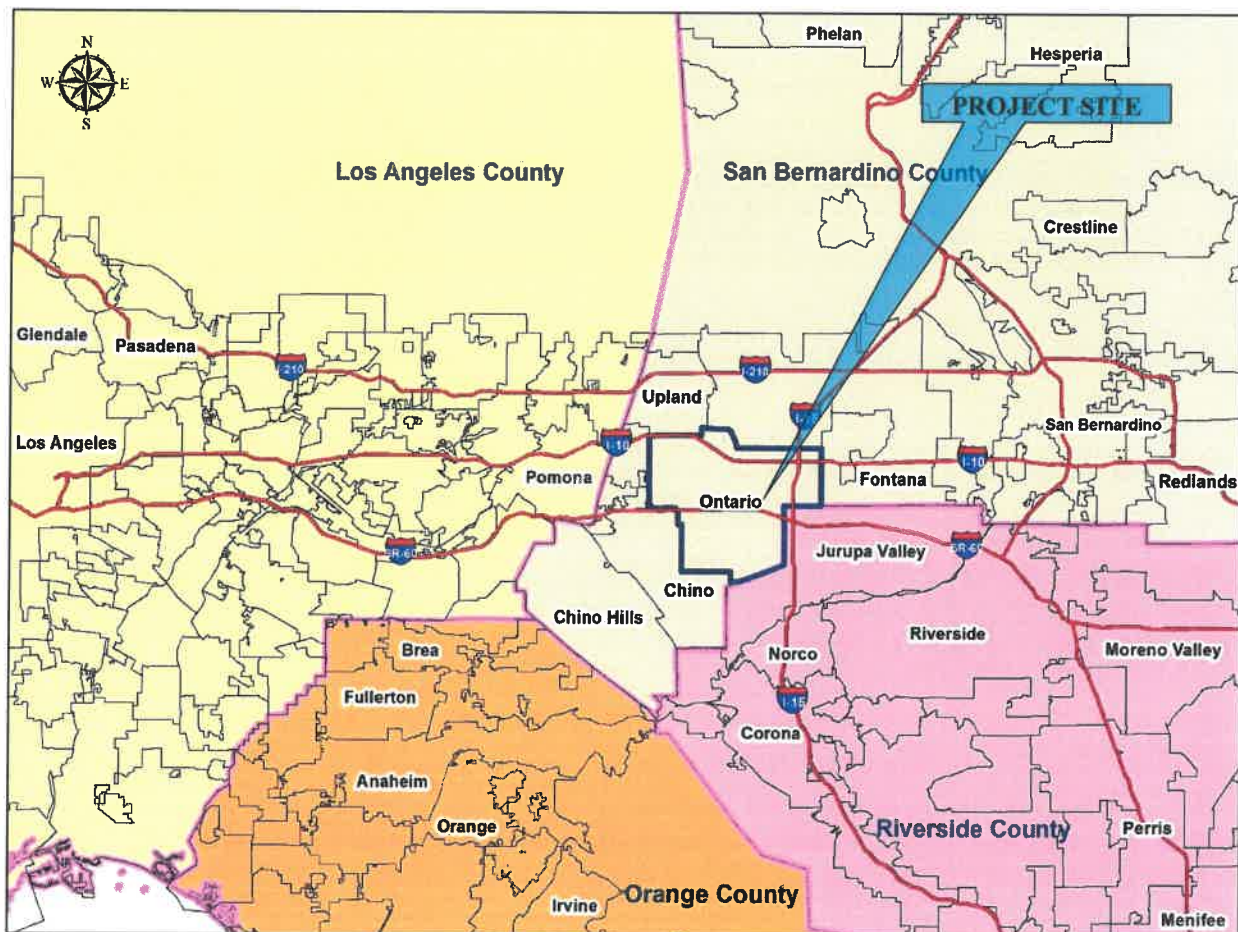 N
W E
S
Phelan
Hesperia
PROJECT SITE
Los Angeles County
San Bernardino County
Crestline
Glendale
Pasadena
I-210
I-210
Upland
Los Angeles
I-10
San Bernardino
Pomona
I-10
Fontana
Redlands
Ontario
SR-60
SR-60
Jurupa Valley
Chino
Chino Hills
Riverside
Brea
Norco
Moreno Valley
Fullerton
I-15
Corona
Anaheim
Orange
Riverside County
Perris
Orange County
Irvine
Menifee